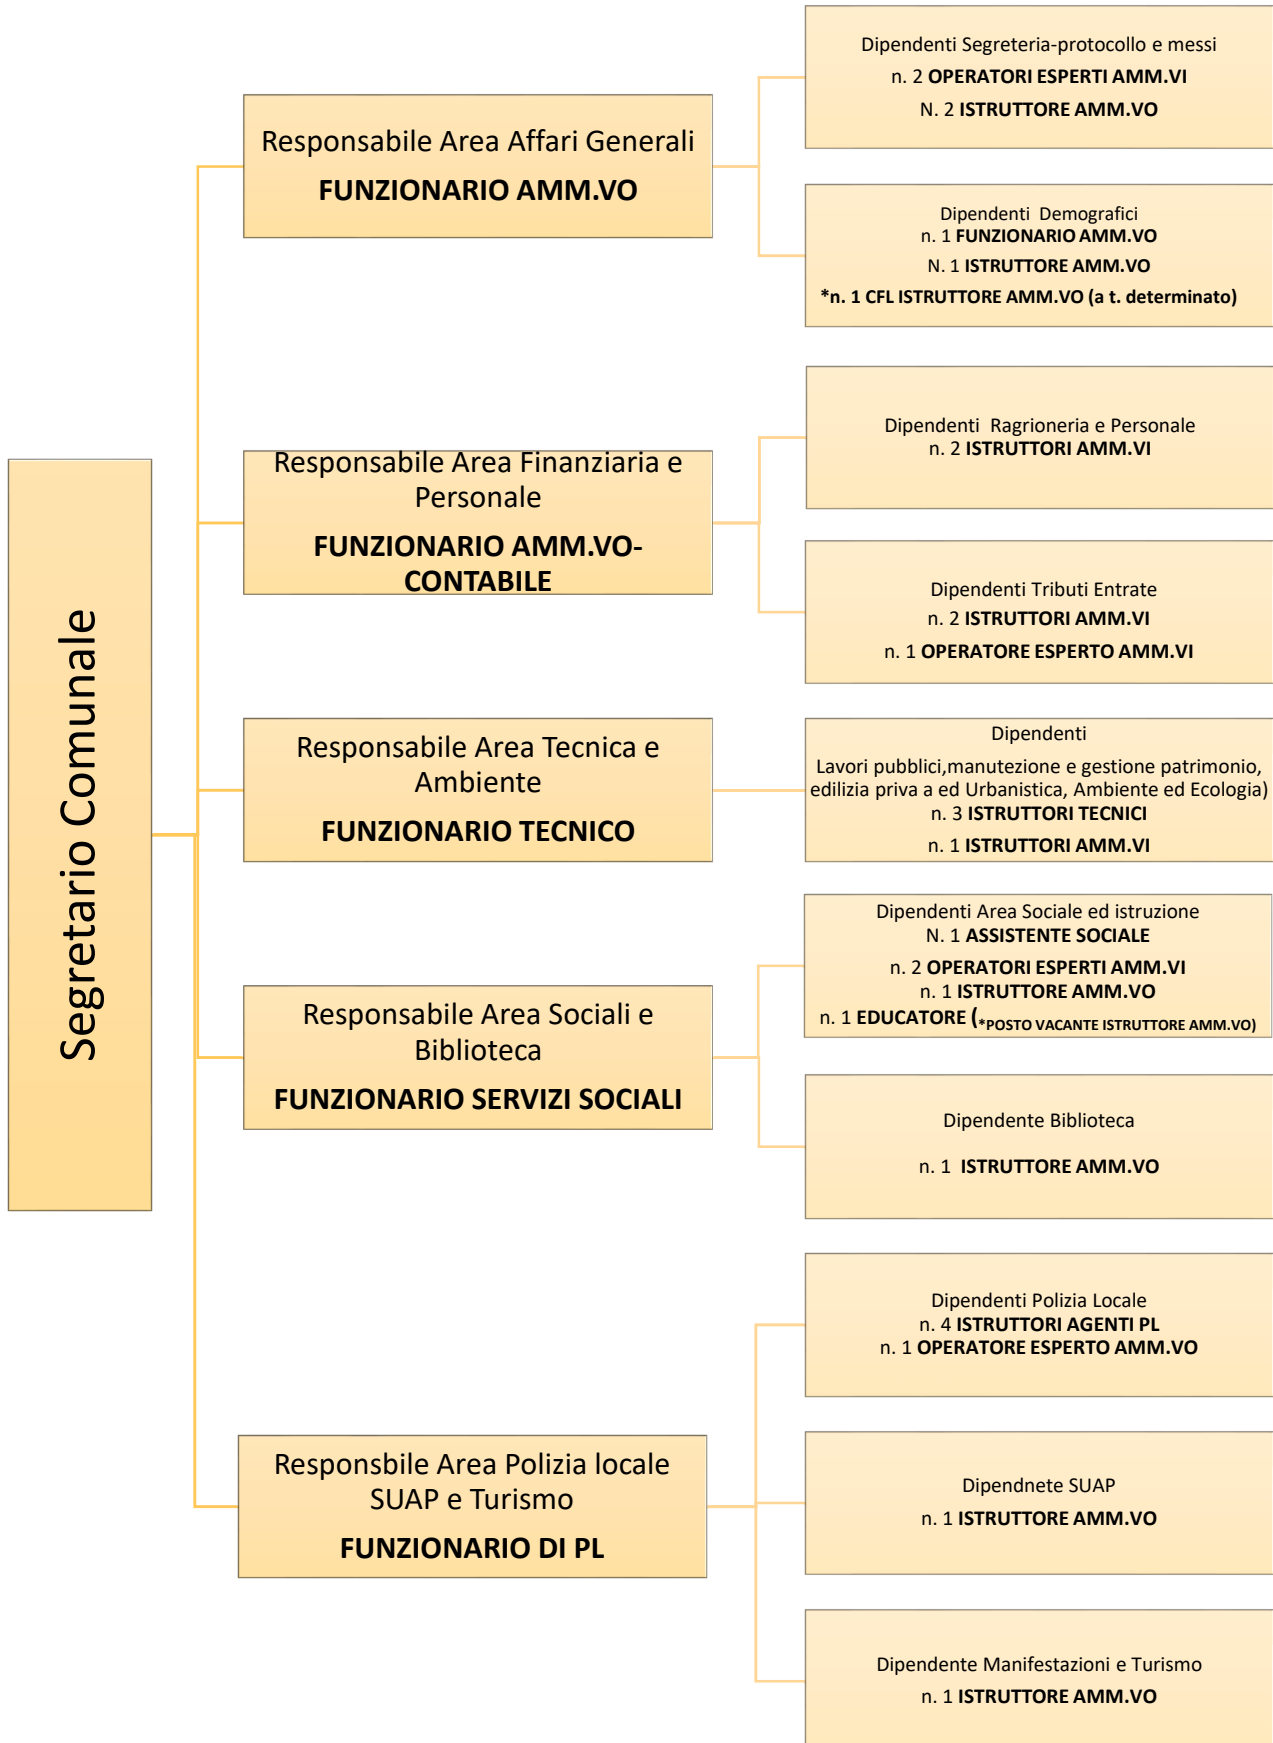 Segretario Comunale
Responsabile Area Affari Generali
FUNZIONARIO AMM.VO
Dipendenti Segreteria-protocollo e messi
n. 2 OPERATORI ESPERTI AMM.VI
N. 2 ISTRUTTORE AMM.VO
Dipendenti Demografici
n. 1 FUNZIONARIO AMM.VO
N. 1 ISTRUTTORE AMM.VO
*n. 1 CFL ISTRUTTORE AMM.VO (a t. determinato)
Responsabile Area Finanziaria e
Personale
FUNZIONARIO AMM.VO-
CONTABILE
Dipendenti Ragrioneria e Personale
n. 2 ISTRUTTORI AMM.VI
Dipendenti Tributi Entrate
n. 2 ISTRUTTORI AMM.VI
n. 1 OPERATORE ESPERTO AMM.VI
Responsabile Area Tecnica e
Ambiente
FUNZIONARIO TECNICO
Dipendenti
Lavori pubblici,manutezione e gestione patrimonio,
edilizia priva a ed Urbanistica, Ambiente ed Ecologia)
n. 3 ISTRUTTORI TECNICI
n. 1 ISTRUTTORI AMM.VI
Responsabile Area Sociali e
Biblioteca
FUNZIONARIO SERVIZI SOCIALI
Dipendenti Area Sociale ed istruzione
N. 1 ASSISTENTE SOCIALE
n. 2 OPERATORI ESPERTI AMM.VI
n. 1 ISTRUTTORE AMM.VO
n. 1 EDUCATORE (*POSTO VACANTE ISTRUTTORE AMM.VO)
Dipendente Biblioteca
n. 1 ISTRUTTORE AMM.VO
Responsbile Area Polizia locale
SUAP e Turismo
FUNZIONARIO DI PL
Dipendenti Polizia Locale
n. 4 ISTRUTTORI AGENTI PL
n. 1 OPERATORE ESPERTO AMM.VO
Dipendnete SUAP
n. 1 ISTRUTTORE AMM.VO
Dipendente Manifestazioni e Turismo
n. 1 ISTRUTTORE AMM.VO